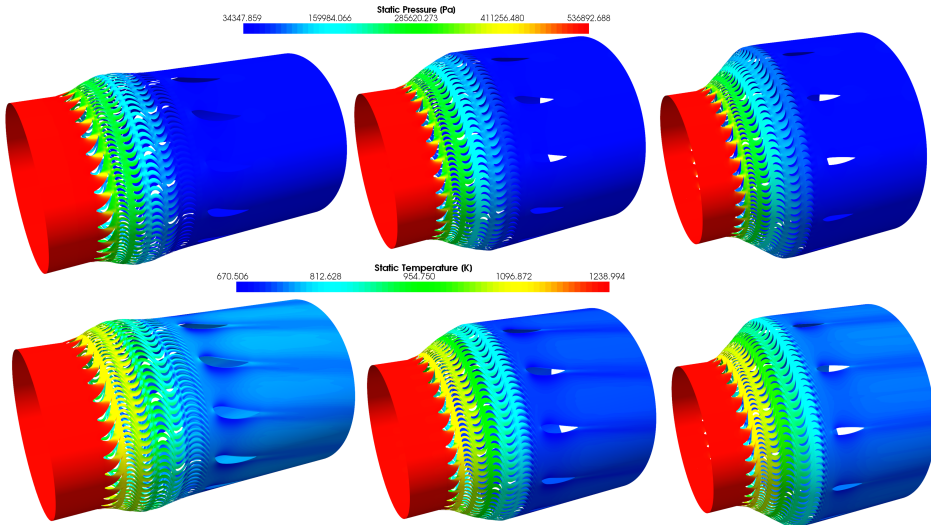 Static Pressure (Pa)
34347.859 159984.066 285620.273 411256.480 536892.688
Static Temperature (K)
670.506 812.628 954.750 1096.872 1238.994